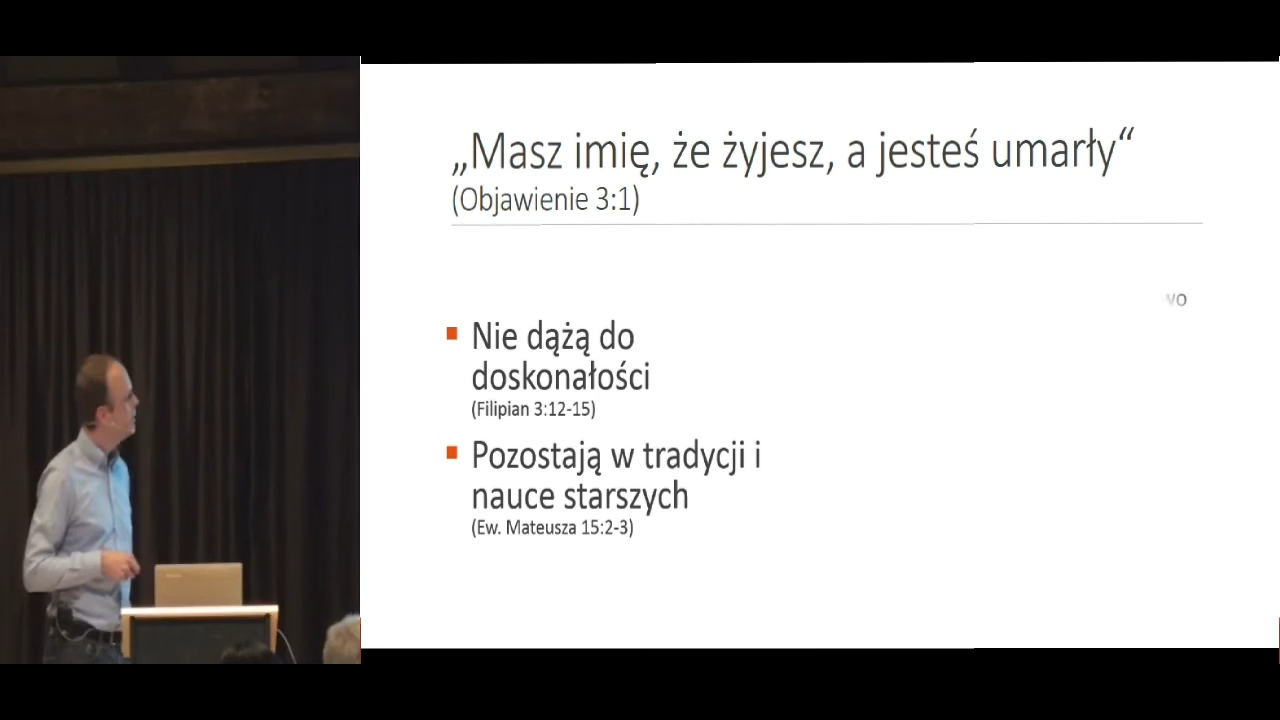 „Masz imię, że żyjesz, a jesteś umarły“
(Objawienie 3:1)
Nie dążą do
doskonałości
(Filipian 3:12-15)
Pozostają w tradycji i
nauce starszych
(Ew. Mateusza 15:2-3)